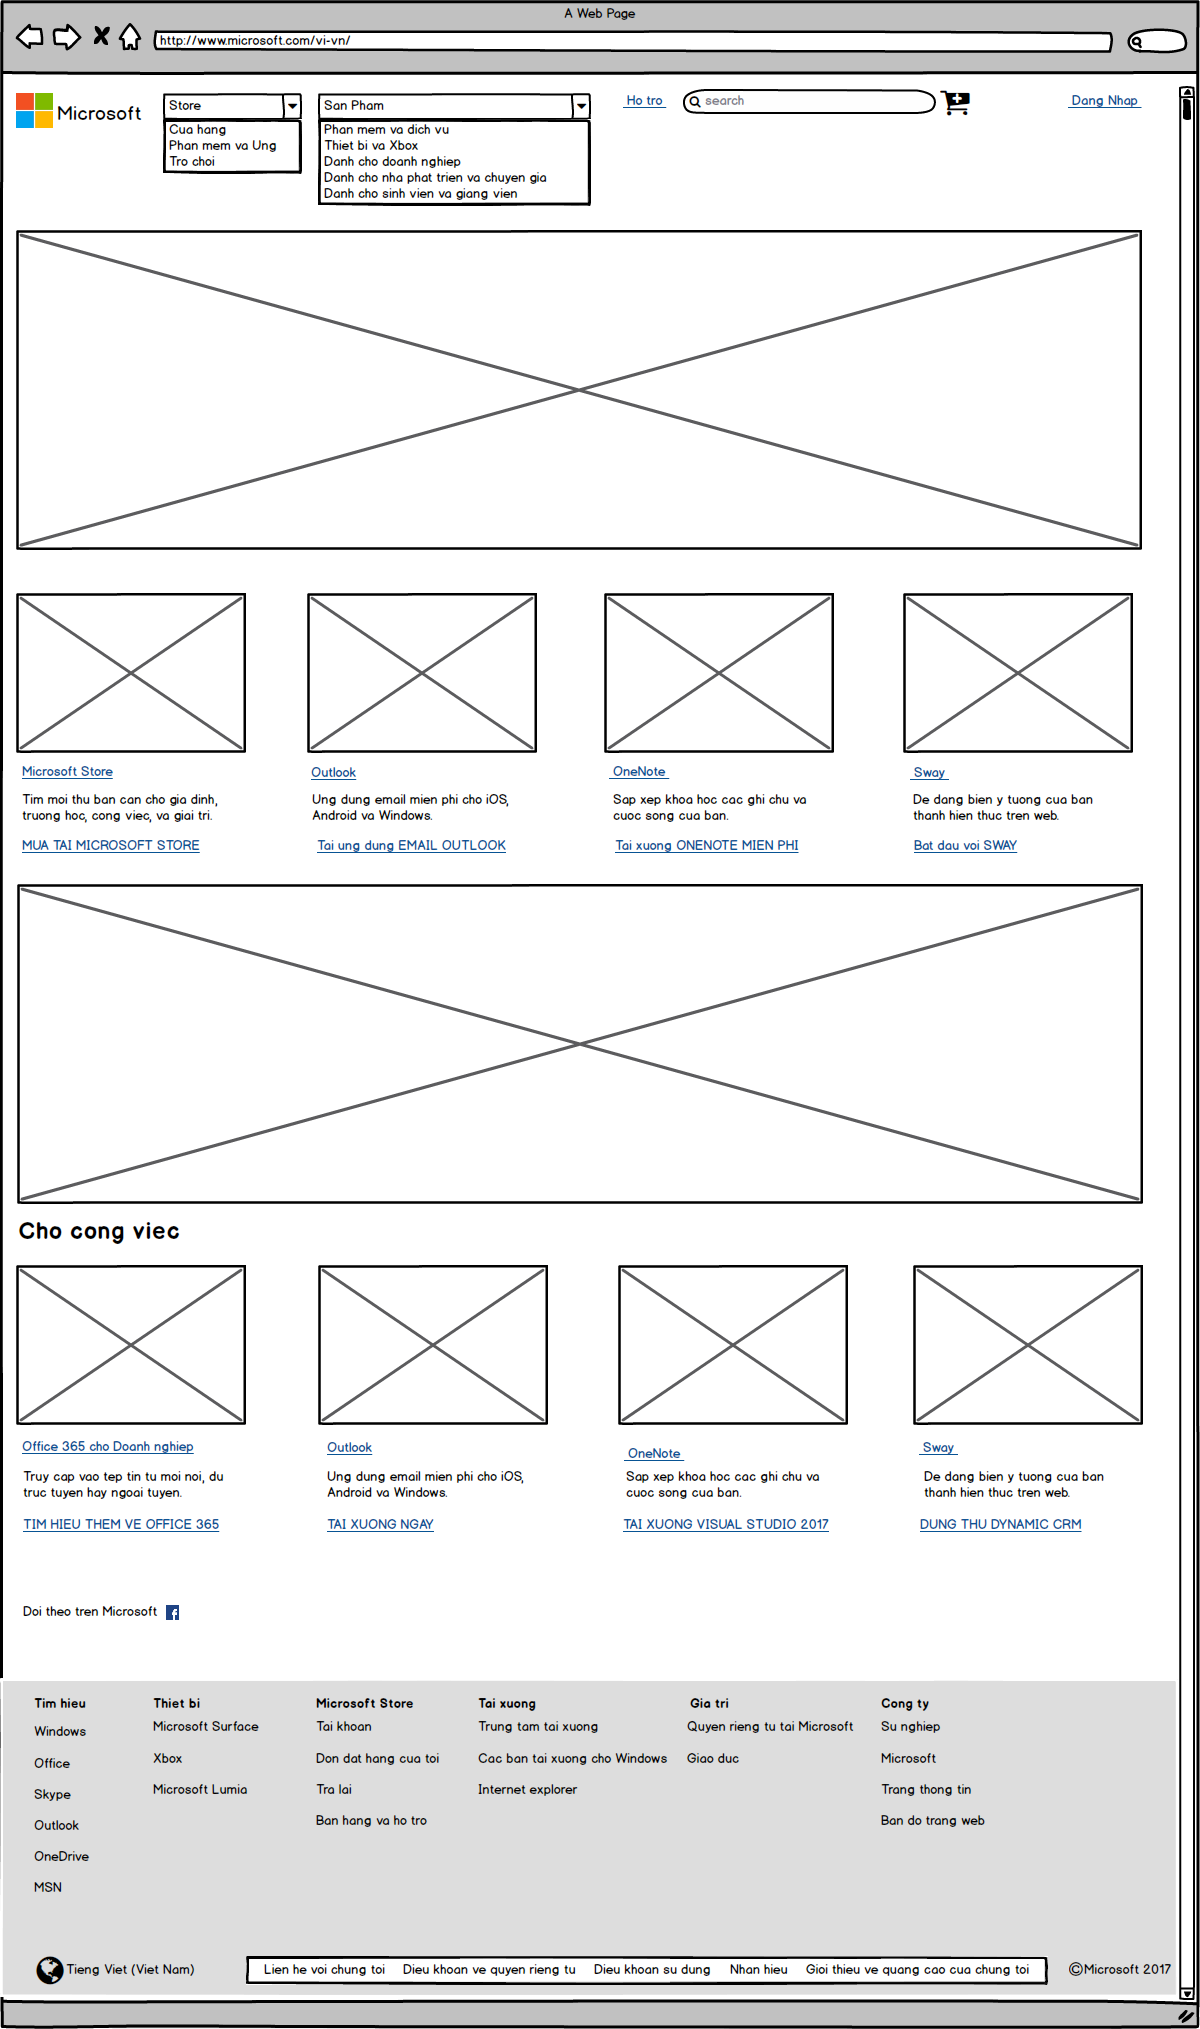 A Web Page
http://www.microsoft.com/vi-vn/
Microsoft
Store
Cua hang
Phan mem va Ung
Tro choi
San Pham
Phan mem va dich vu
Thiet bi va Xbox
Danh cho doanh nghiep
Danh cho nha phat trien va chuyen gia
Danh cho sinh vien va giang vien
Ho tro
search
Dang Nhap
Microsoft Store
Tim moi thu ban can cho gia dinh,
truong hoc, cong viec, va giai tri.
MUA TAI MICROSOFT STORE
Outlook
Ung dung email mien phi cho iOS,
Android va Windows.
Tai ung dung EMAIL OUTLOOK
OneNote
Sap xep khoa hoc cac ghi chu va
cuoc song cua ban.
Tai xuong ONENOTE MIEN PHI
Sway
De dang bien y tuong cua ban
thanh hien thuc tren web.
Bat dau voi SWAY
Cho cong viec
Office 365 cho Doanh nghiep
Truy cap vao tep tin tu moi noi, du
truc tuyen hay ngoai tuyen.
TIM HIEU THEM VE OFFICE 365
Outlook
Ung dung email mien phi cho iOS,
Android va Windows.
TAI XUONG NGAY
OneNote
Sap xep khoa hoc cac ghi chu va
cuoc song cua ban.
TAI XUONG VISUAL STUDIO 2017
Sway
De dang bien y tuong cua ban
thanh hien thuc tren web.
DUNG THU DYNAMIC CRM
Doi theo tren Microsoft f
Tim hieu
Windows
Office
Skype
Outlook
OneDrive
MSN
Thiet bi
Microsoft Surface
Xbox
Microsoft Lumia
Microsoft Store
Tai khoan
Don dat hang cua toi
Tra lai
Ban hang va ho tro
Tai xuong
Trung tam tai xuong
Cac ban tai xuong cho Windows
Internet explorer
Gia tri
Quyen rieng tu tai Microsoft
Giao duc
Cong ty
Su nghiep
Microsoft
Trang thong tin
Ban do trang web
Tieng Viet (Viet Nam)
Lien he voi chung toi Dieu khoan ve quyen rieng tu Dieu khoan su dung Nhan hieu Gioi thieu ve quang cao cua chung toi
©Microsoft 2017